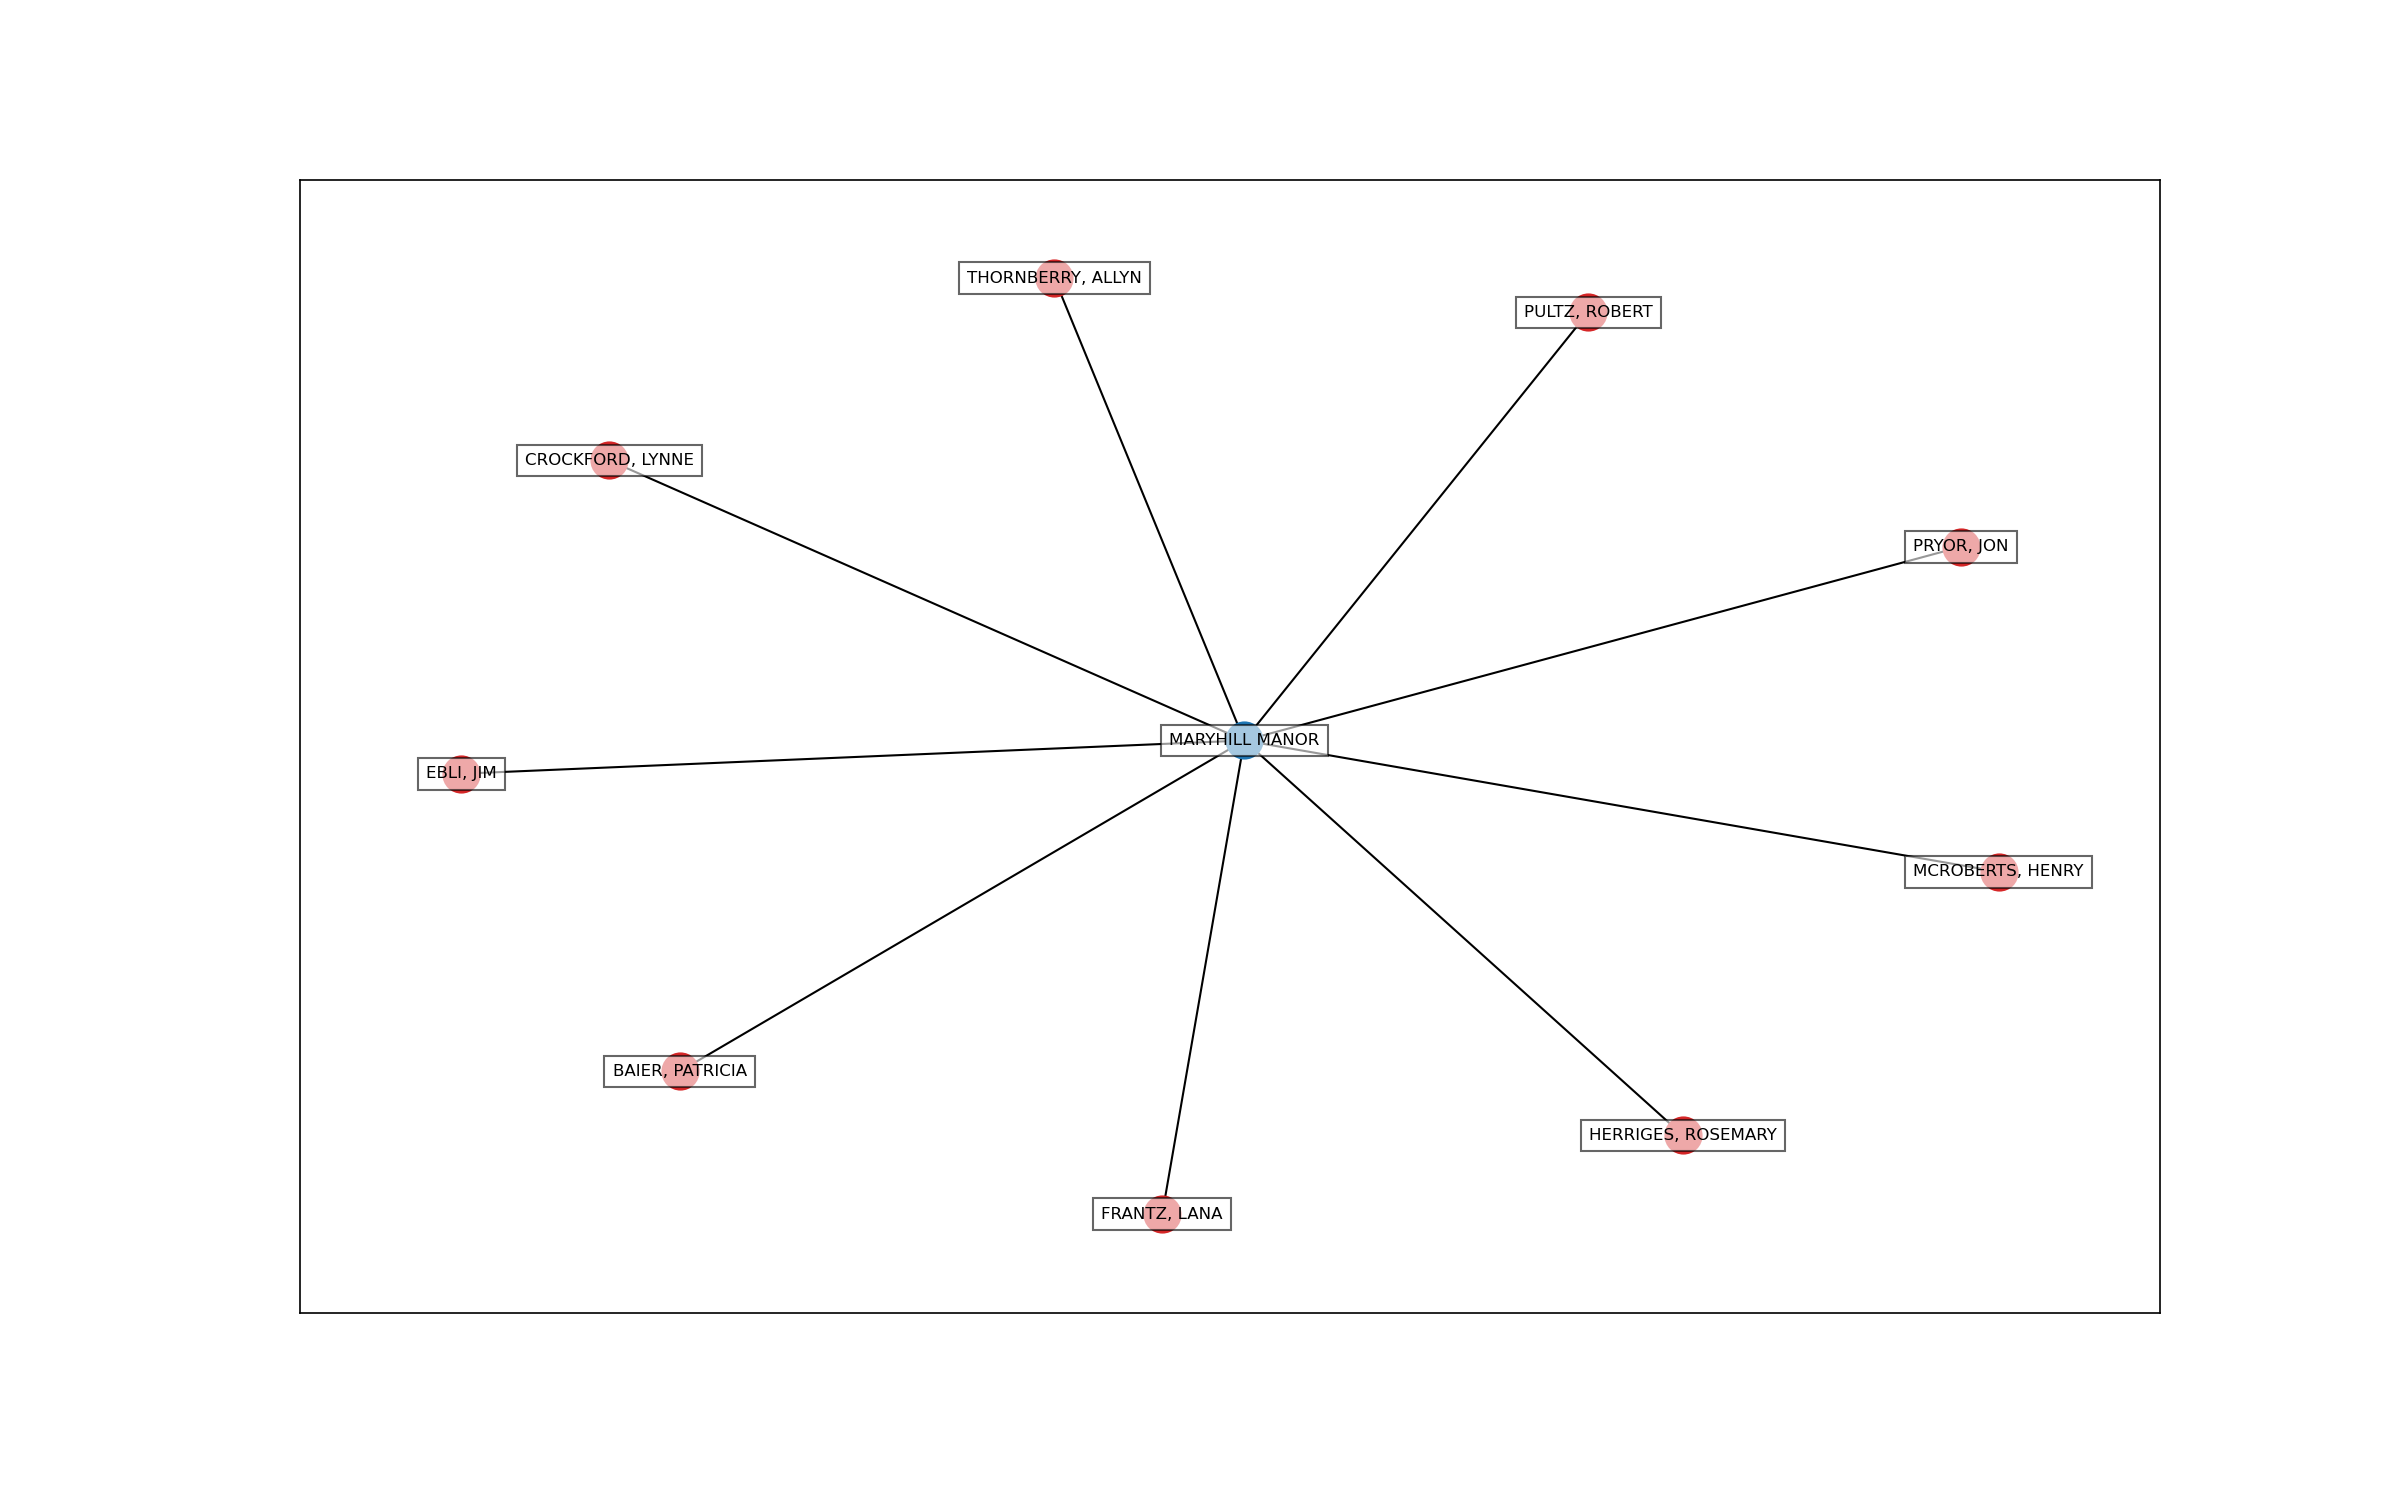 THORNBERRY, ALLYN
PULTZ, ROBERT
CROCKFORD, LYNNE
PRYOR, JON
MARYHILL MANOR
EBLI, JIM
MCROBERTS, HENRY
BAIER, PATRICIA
HERRIGES, ROSEMARY
FRANTZ, LANA